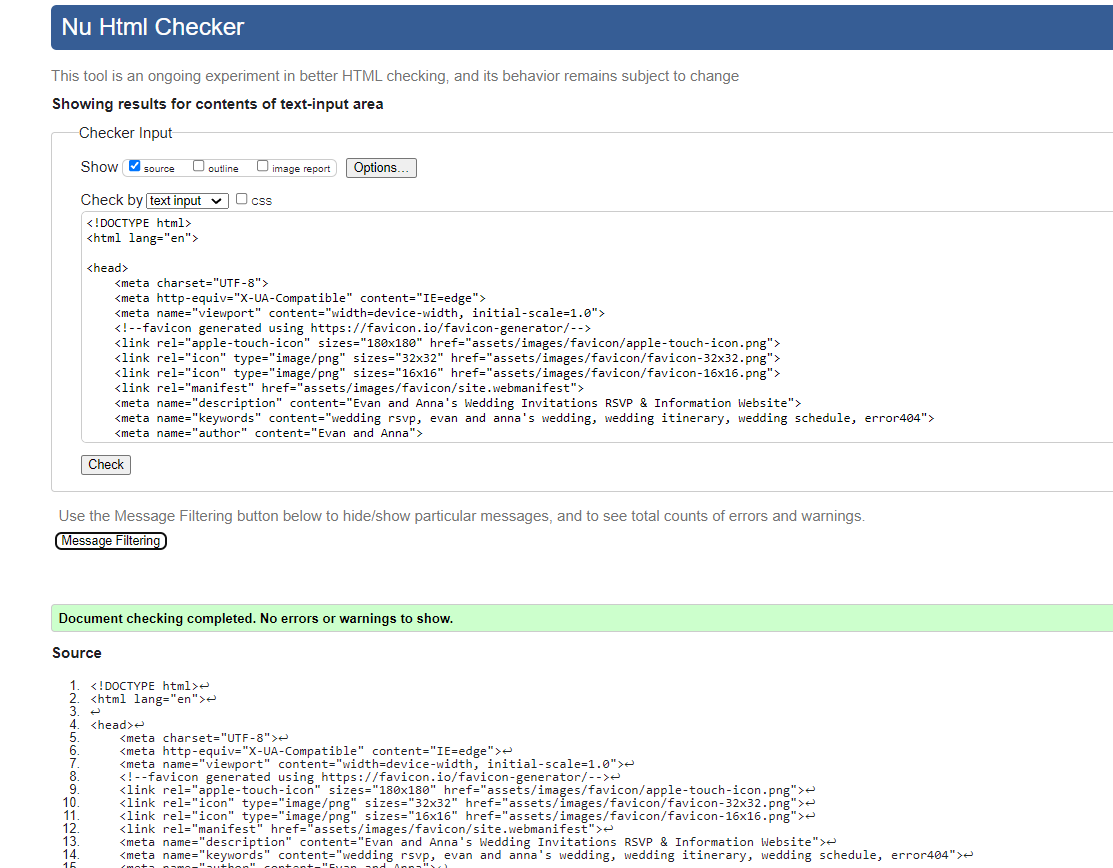 Nu Html Checker
This tool is an ongoing experiment in better HTML checking, and its behavior remains subject to change
Showing results for contents of text-input area
Checker Input
Show source outline image report Options...
Check by text input css
<!DOCTYPE html>
<html lang="en">
<head>
<meta charset="UTF-8">
<meta http-equiv="X-UA-Compatible" content="IE=edge">
<meta name="viewport" content="width=device-width, initial-scale=1.0">
<!--favicon generated using https://favicon.io/favicon-generator/-->
<link rel="apple-touch-icon" sizes="180x180" href="assets/images/favicon/apple-touch-icon.png">
<link rel="icon" type="image/png" sizes="32x32" href="assets/images/favicon/favicon-32x32.png">
<link rel="icon" type="image/png" sizes="16x16" href="assets/images/favicon/favicon-16x16.png">
<link rel="manifest" href="assets/images/favicon/site.webmanifest">
<meta name="description" content="Evan and Anna's Wedding Invitations RSVP & Information Website">
<meta name="keywords" content="wedding rsvp, evan and anna's wedding, wedding itinerary, wedding schedule, error404">
<meta name="author" content="Evan and Anna">
Check
Use the Message Filtering button below to hide/show particular messages, and to see total counts of errors and warnings.
Message Filtering
Document checking completed. No errors or warnings to show.
Source
1. <!DOCTYPE html>↩
2. <html lang="en">↩
3. ↩
4. <head>↩
5. <meta charset="UTF-8">↩
6. <meta http-equiv="X-UA-Compatible" content="IE=edge">↩
7. <meta name="viewport" content="width=device-width, initial-scale=1.0">↩
8. <!--favicon generated using https://favicon.io/favicon-generator/-->↩
9. <link rel="apple-touch-icon" sizes="180x180" href="assets/images/favicon/apple-touch-icon.png">↩
10. <link rel="icon" type="image/png" sizes="32x32" href="assets/images/favicon/favicon-32x32.png">↩
11. <link rel="icon" type="image/png" sizes="16x16" href="assets/images/favicon/favicon-16x16.png">↩
12. <link rel="manifest" href="assets/images/favicon/site.webmanifest">↩
13. <meta name="description" content="Evan and Anna's Wedding Invitations RSVP & Information Website">↩
14. <meta name="keywords" content="wedding rsvp, evan and anna's wedding, wedding itinerary, wedding schedule, error404">↩
15. <meta name="author" content="Evan and Anna">↩